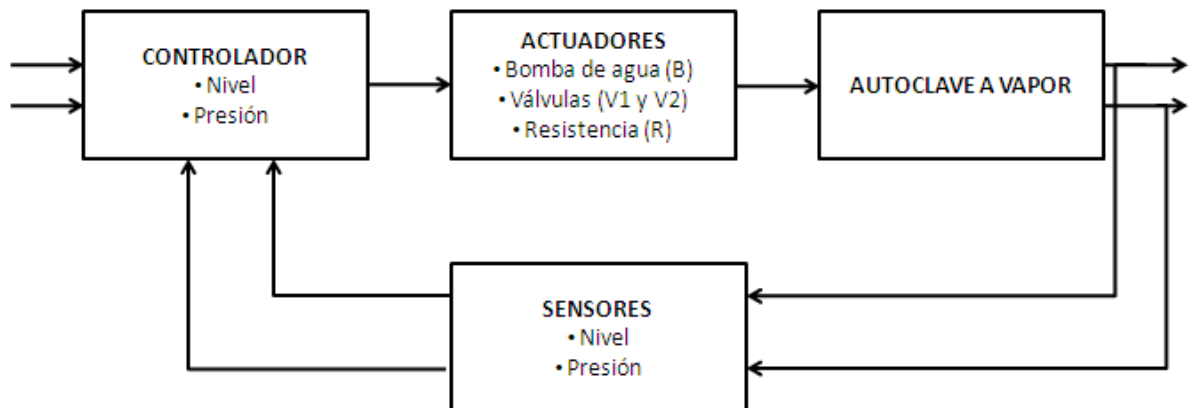 CONTROLADOR
• Nivel
• Presión
ACTUADORES
• Bomba de agua (B)
• Válvulas (V1 y V2)
• Resistencia (R)
AUTOCLAVE A VAPOR
SENSORES
• Nivel
• Presión